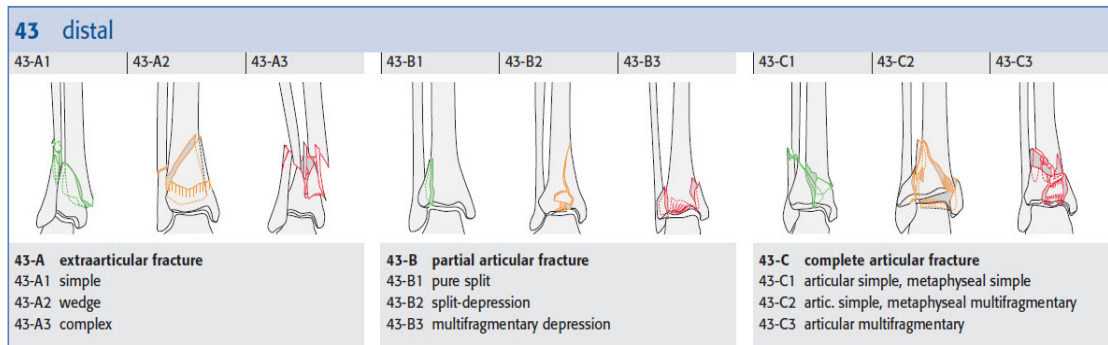 43 distal
43-A1 43-A2 43-A3 43-B1 43-B2 43-B3 43-C1 43-C2 43-C3
43-A extraarticular fracture
43-A1 simple
43-A2 wedge
43-A3 complex
43-B partial articular fracture
43-B1 pure split
43-B2 split-depression
43-B3 multifragmentary depression
43-C complete articular fracture
43-C1 articular simple, metaphyseal simple
43-C2 artic. simple, metaphyseal multifragmentary
43-C3 articular multifragmentary